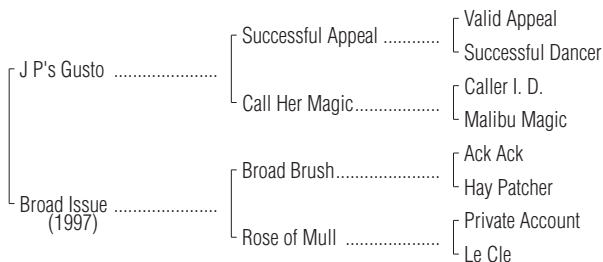 Valid Appeal
Successful Appeal ...........
Successful Dancer
J P's Gusto .....................
Caller I. D.
Call Her Magic.................
Malibu Magic
Ack Ack
Broad Brush.....................
Hay Patcher
Broad Issue .....................
(1997)
Private Account
Rose of Mull ...................
Le Cle